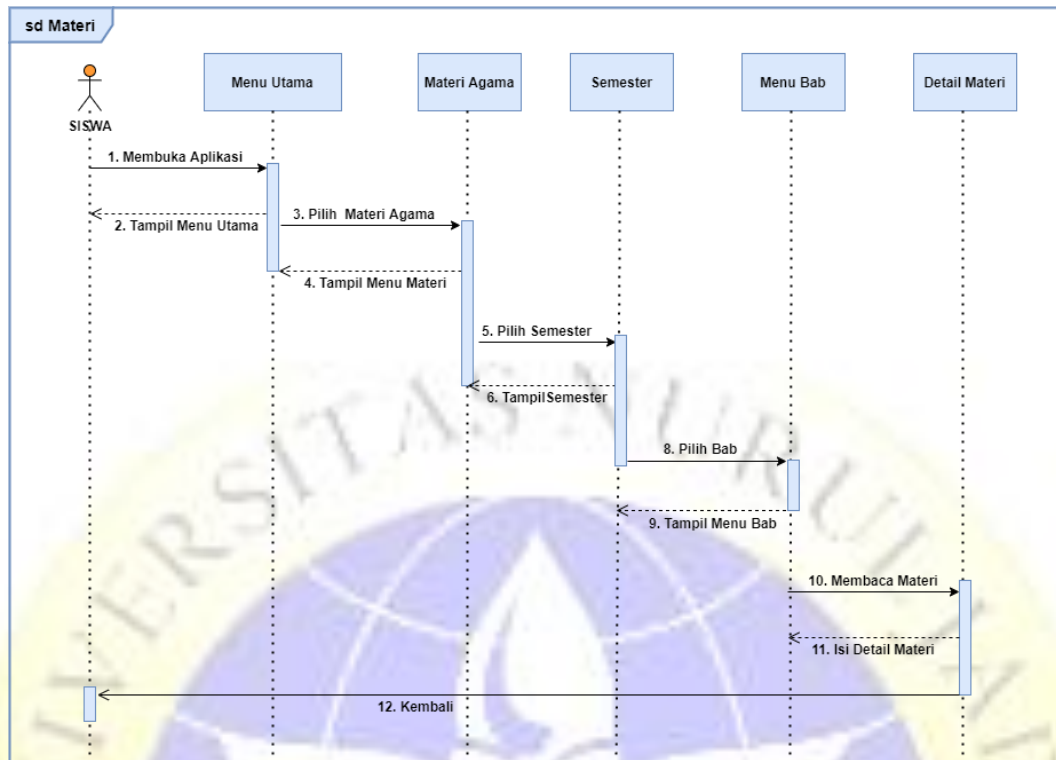 sd Materi
Menu Utama
Materi Agama
Semester
Menu Bab
Detail Materi
SISWA
1. Membuka Aplikasi
2. Tampil Menu Utama
3. Pilih Materi Agama
4. Tampil Menu Materi
5. Pilih Semester
6. TampilSemester
8. Pilih Bab
9. Tampil Menu Bab
10. Membaca Materi
11. Isi Detail Materi
12. Kembali